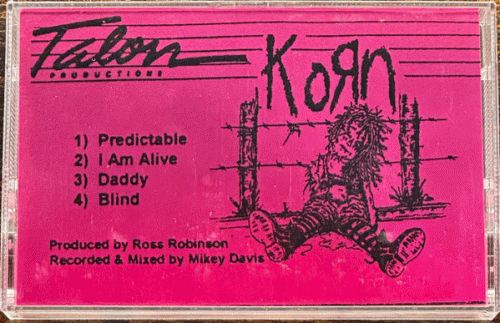 Talon
PRODUCTIONS
KoЯn
1) Predictable
2) I Am Alive
3) Daddy
4) Blind
Produced by Ross Robinson
Recorded & Mixed by Mikey Davis